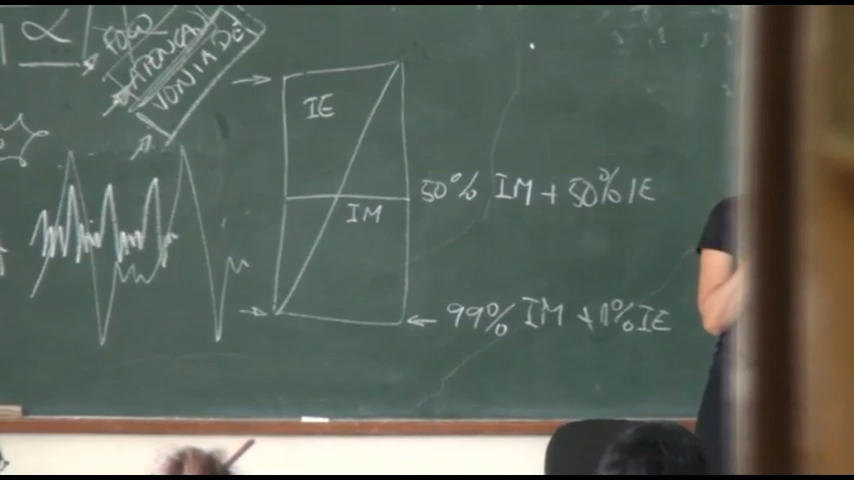 α
FOCO
ATENÇÃO
VONTADE
IE
IM
50% IM + 50% IE
99% IM + 1% IE